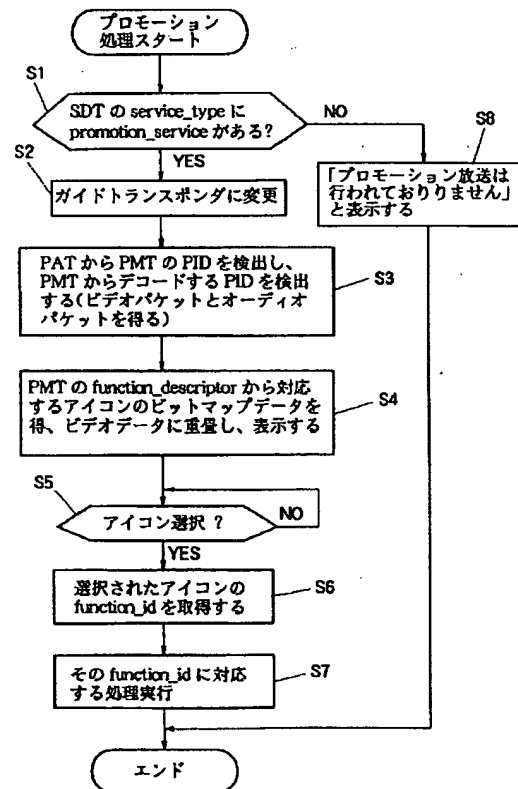 プロモーション
処理スタート
S1
SDT の service_type に
promotion_service がある?
NO
S8
S2
YES
ガイドトランスポンダに変更
「プロモーション放送は
行われておりりません」
と表示する
PAT から PMT の PID を検出し、
PMT からデコードする PID を検出
する(ビデオパケットとオーディオ
パケットを得る)
S3
PMT の function_descriptor から対応
するアイコンのビットマップデータを
得、ビデオデータに重畳し、表示する
S4
S5
アイコン選択 ?
NO
YES
選択されたアイコンの
function_id を取得する
S6
その function_id に対応
する処理実行
S7
エンド